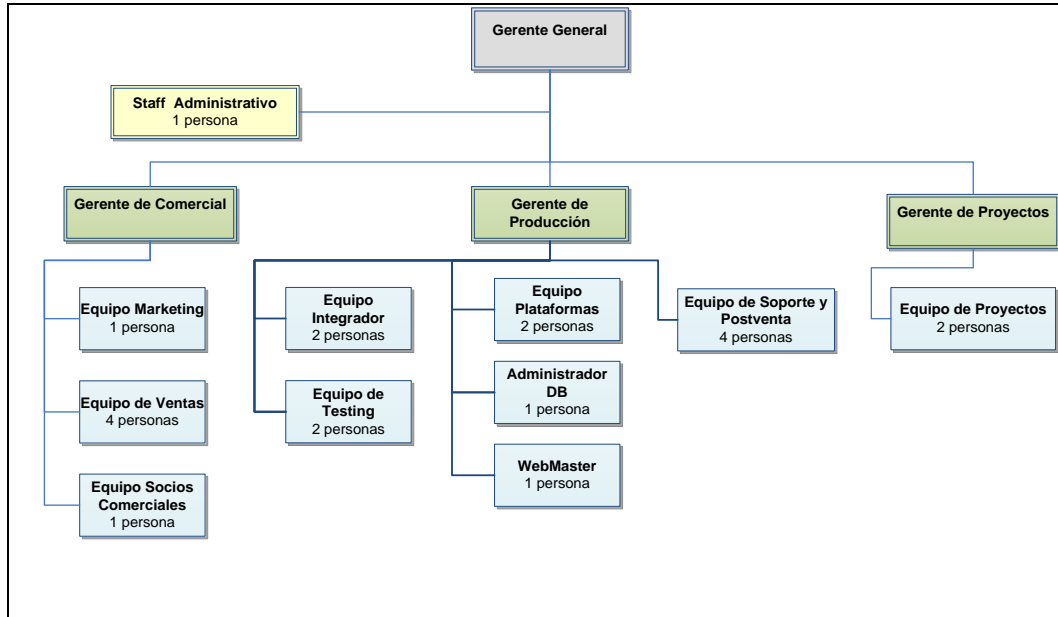 Gerente General
Staff Administrativo
1 persona
Gerente de Comercial
Gerente de
Producción
Gerente de Proyectos
Equipo Marketing
1 persona
Equipo de Ventas
4 personas
Equipo Socios
Comerciales
1 persona
Equipo
Integrador
2 personas
Equipo de
Testing
2 personas
Equipo
Plataformas
2 personas
Administrador
DB
1 persona
WebMaster
1 persona
Equipo de Soporte y
Postventa
4 personas
Equipo de Proyectos
2 personas